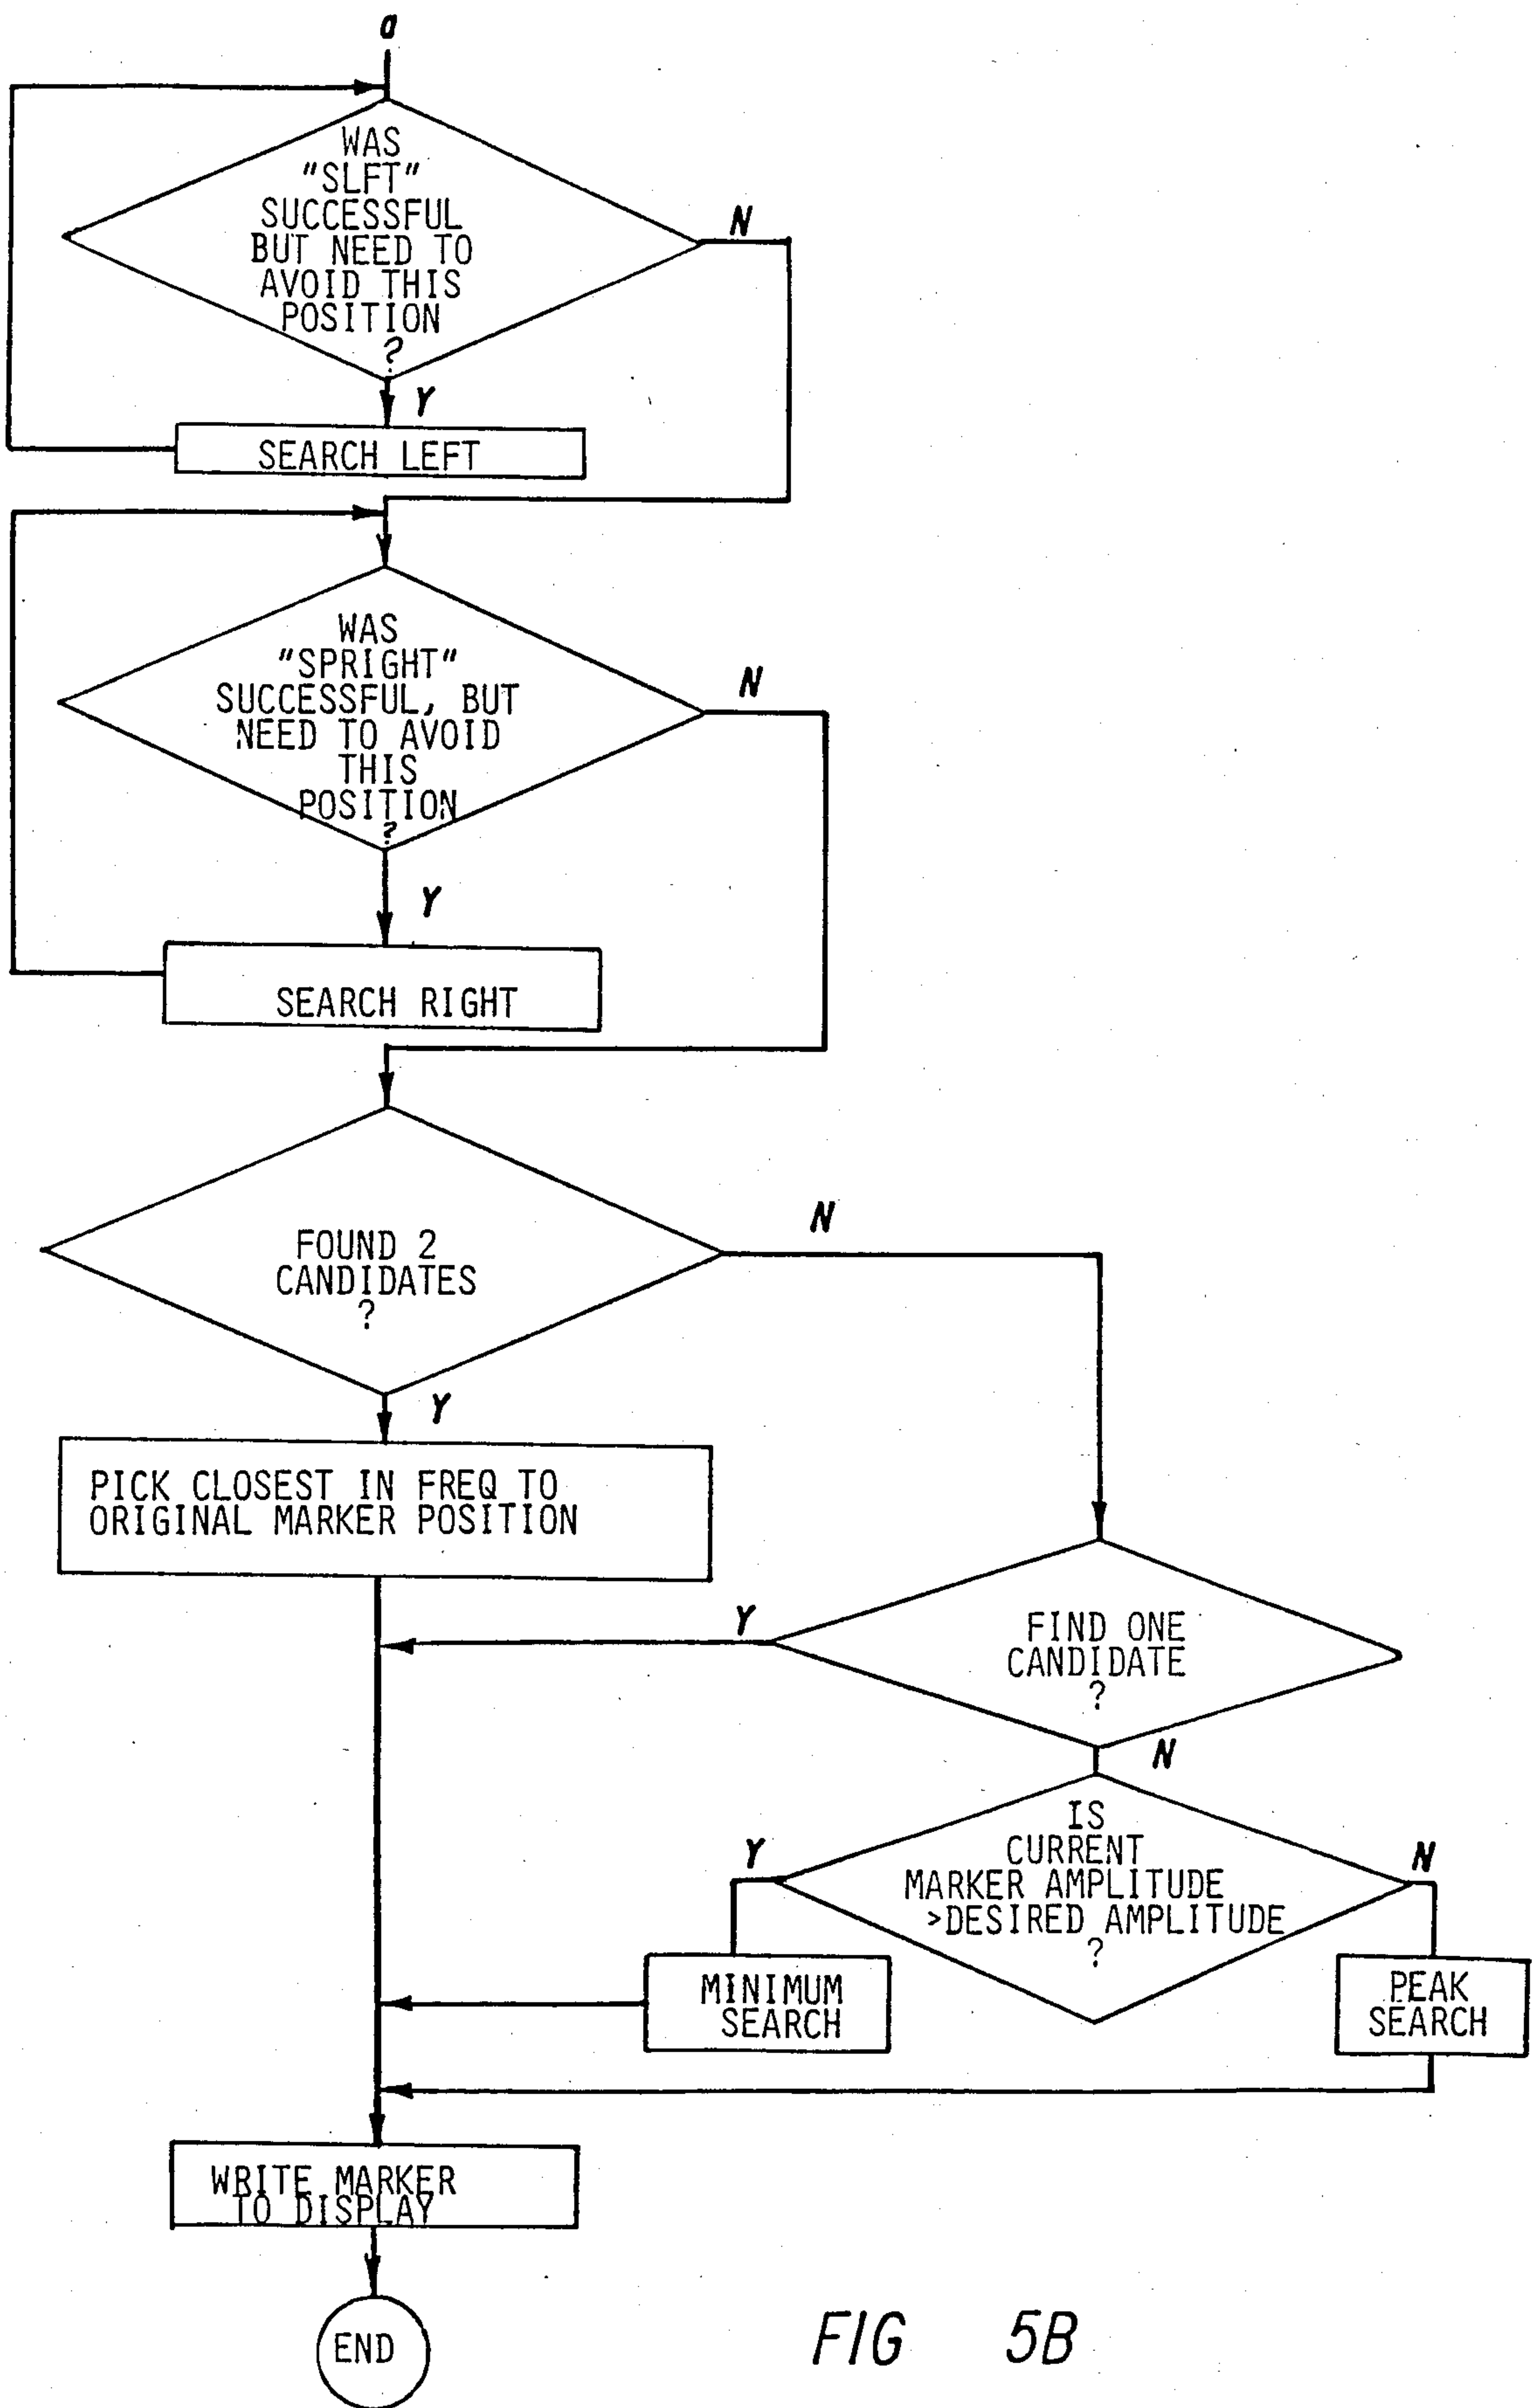 a
WAS
"SLFT"
SUCCESSFUL
BUT NEED TO
AVOID THIS
POSITION
?
N
Y
SEARCH LEFT
WAS
"SPRIGHT"
SUCCESSFUL, BUT
NEED TO AVOID
THIS
POSITION
?
N
Y
SEARCH RIGHT
FOUND 2
CANDIDATES
?
N
Y
PICK CLOSEST IN FREQ TO
ORIGINAL MARKER POSITION
FIND ONE
CANDIDATE
?
Y
N
IS
CURRENT
MARKER AMPLITUDE
>DESIRED AMPLITUDE
?
Y
N
MINIMUM
SEARCH
PEAK
SEARCH
WRITE MARKER
TO DISPLAY
END
FIG 5B